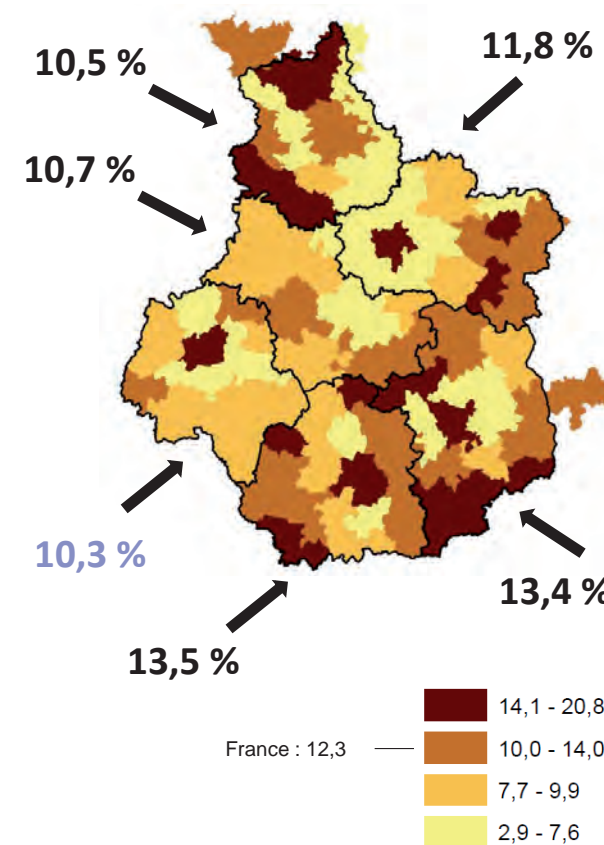 11,8 %
10,5 %
10,7 %
10,3 %
13,4 %
13,5 %
14,1 - 20,8
France : 12,3
10,0 - 14,0
7,7 - 9,9
2,9 - 7,6